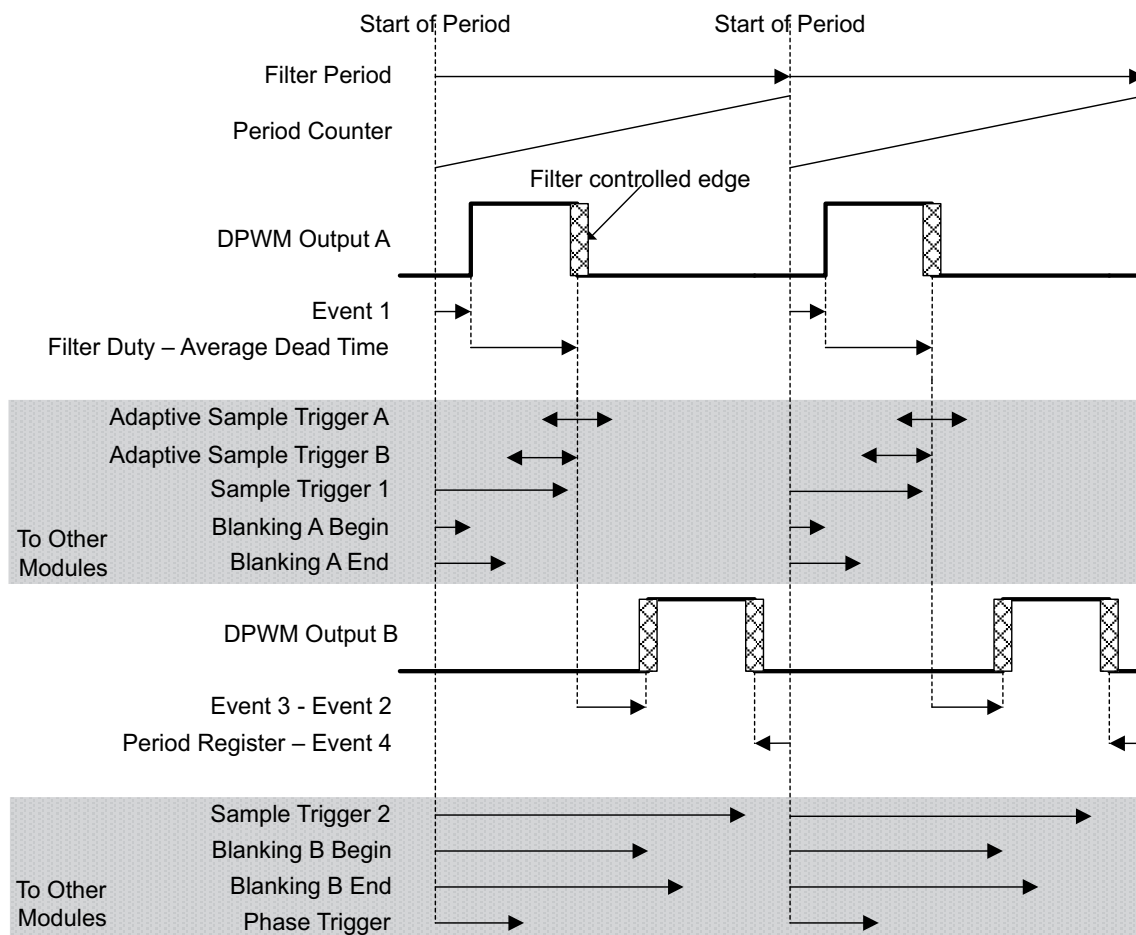 Start of Period
Start of Period
Filter Period
Period Counter
Filter controlled edge
DPWM Output A
Event 1
Filter Duty – Average Dead Time
Adaptive Sample Trigger A
Adaptive Sample Trigger B
Sample Trigger 1
Blanking A Begin
To Other
Modules
Blanking A End
DPWM Output B
Event 3 - Event 2
Period Register – Event 4
Sample Trigger 2
Blanking B Begin
Blanking B End
To Other
Modules
Phase Trigger